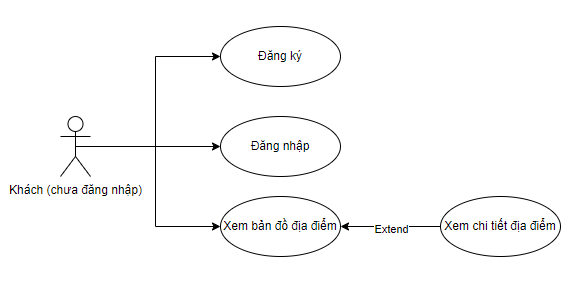 Đăng ký
Đăng nhập
Khách (chưa đăng nhập)
Xem bản đồ địa điểm
Extend
Xem chi tiết địa điểm